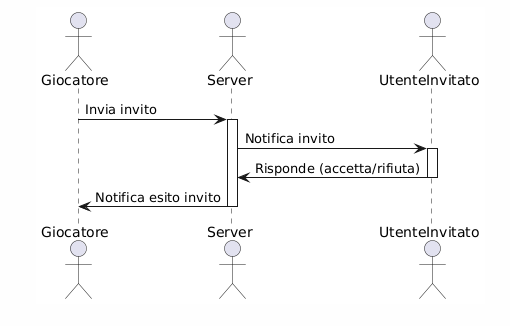 Giocatore Server UtenteInvitato
Invia invito
Notifica invito
Risponde (accetta/rifiuta)
Notifica esito invito
Giocatore Server UtenteInvitato